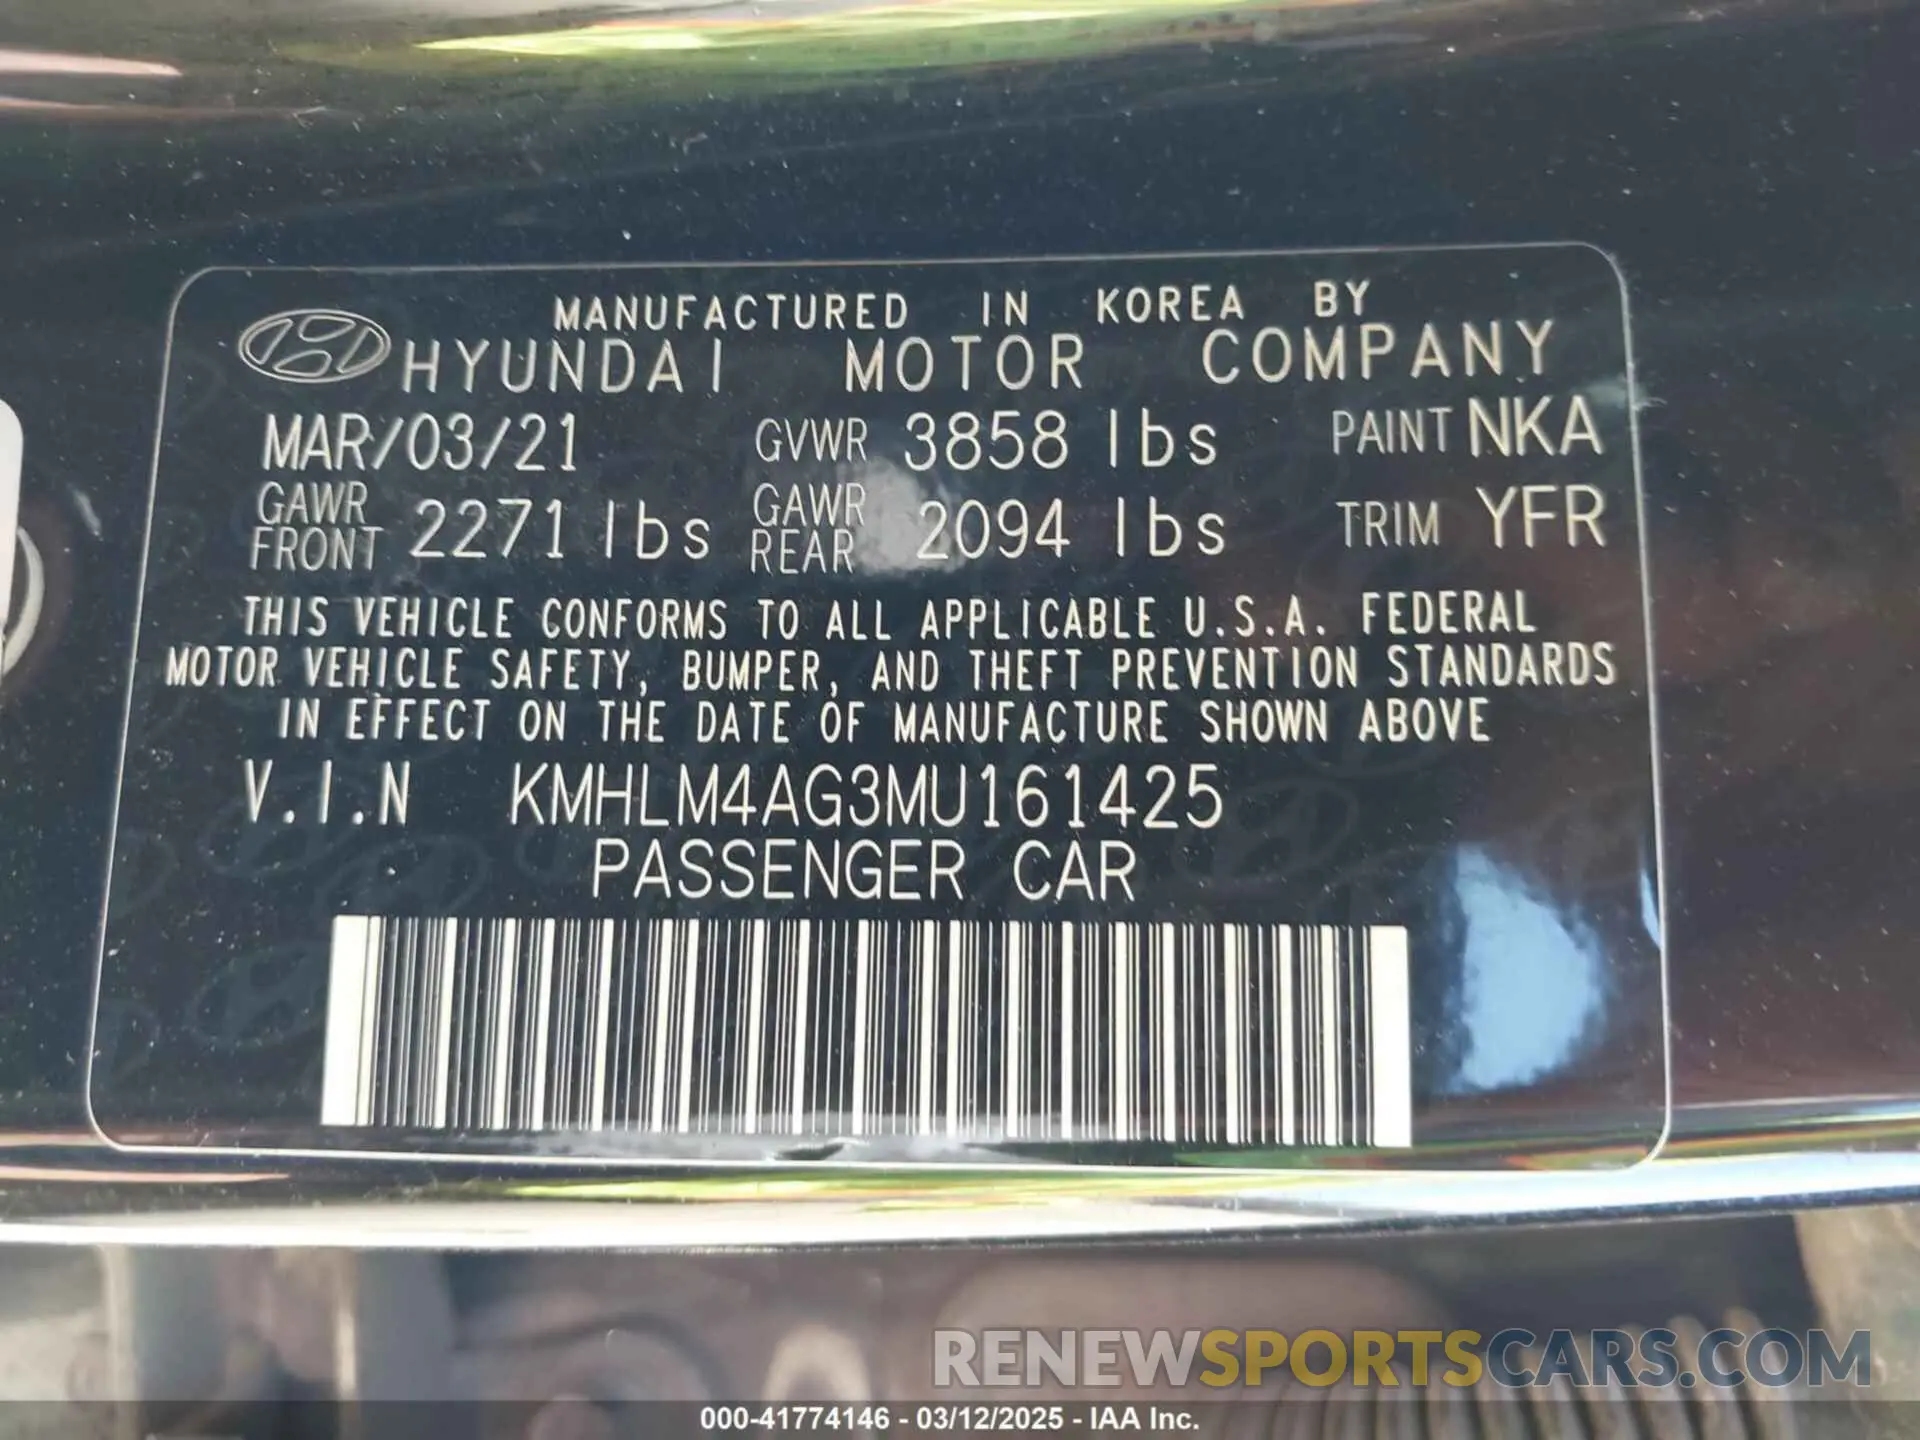 MANUFACTURED IN KOREA BY
HYUNDAI MOTOR COMPANY
MAR/03/21 GVWR 3858 lbs PAINT NKA
GAWR FRONT 2271 lbs GAWR REAR 2094 lbs TRIM YFR
THIS VEHICLE CONFORMS TO ALL APPLICABLE U.S.A. FEDERAL
MOTOR VEHICLE SAFETY, BUMPER, AND THEFT PREVENTION STANDARDS
IN EFFECT ON THE DATE OF MANUFACTURE SHOWN ABOVE
V.I.N KMHLM4AG3MU161425
PASSENGER CAR
RENEWSPORTSCARS.COM
000-41774146 - 03/12/2025 - IAA Inc.